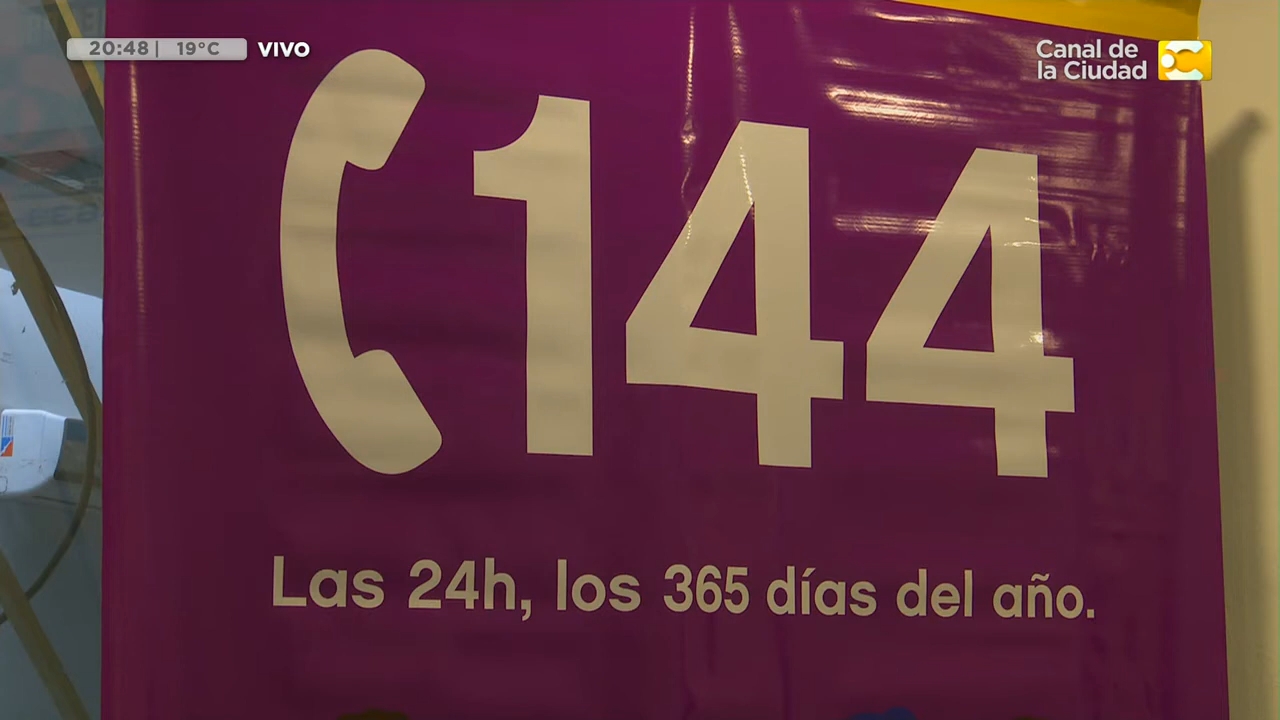 20:48 | 19°C VIVO
Canal de
la Ciudad
144
Las 24h, los 365 días del año.